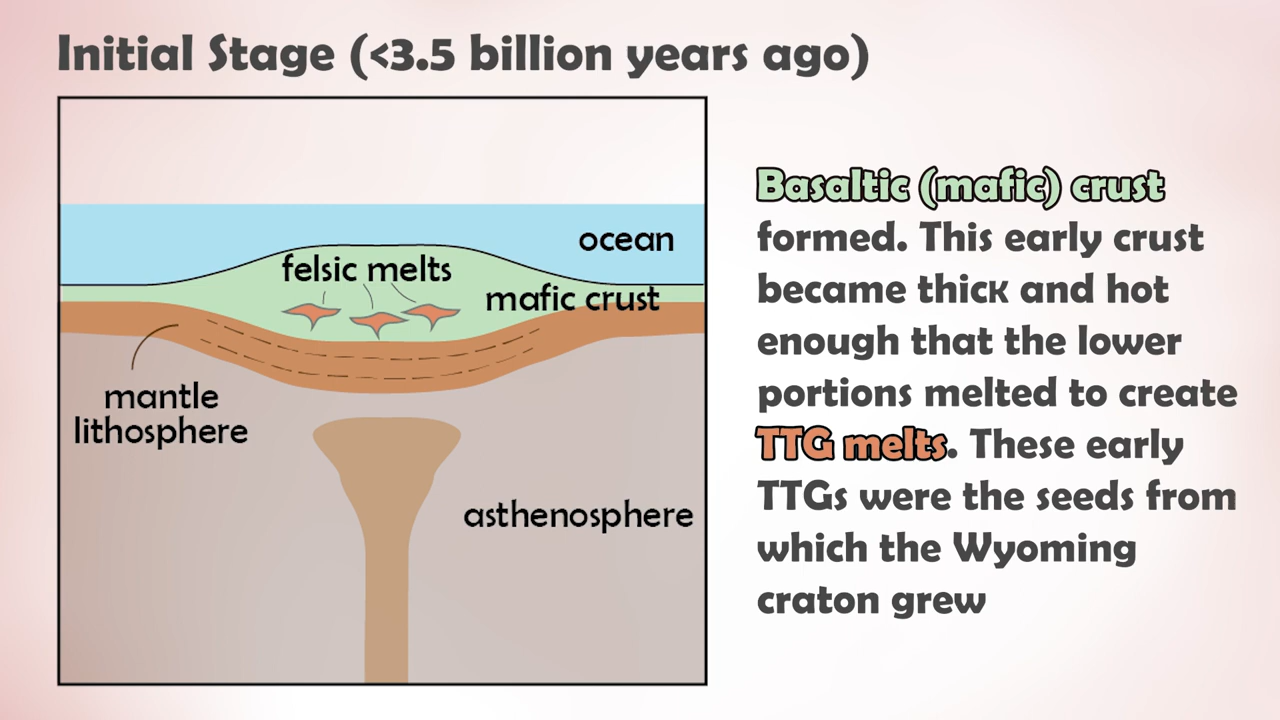 Initial Stage (<3.5 billion years ago)
ocean
felsic melts
mafic crust
mantle
lithosphere
asthenosphere
Basaltic (mafic) crust
formed. This early crust
became thick and hot
enough that the lower
portions melted to create
TTG melts. These early
TTGs were the seeds from
which the Wyoming
craton grew